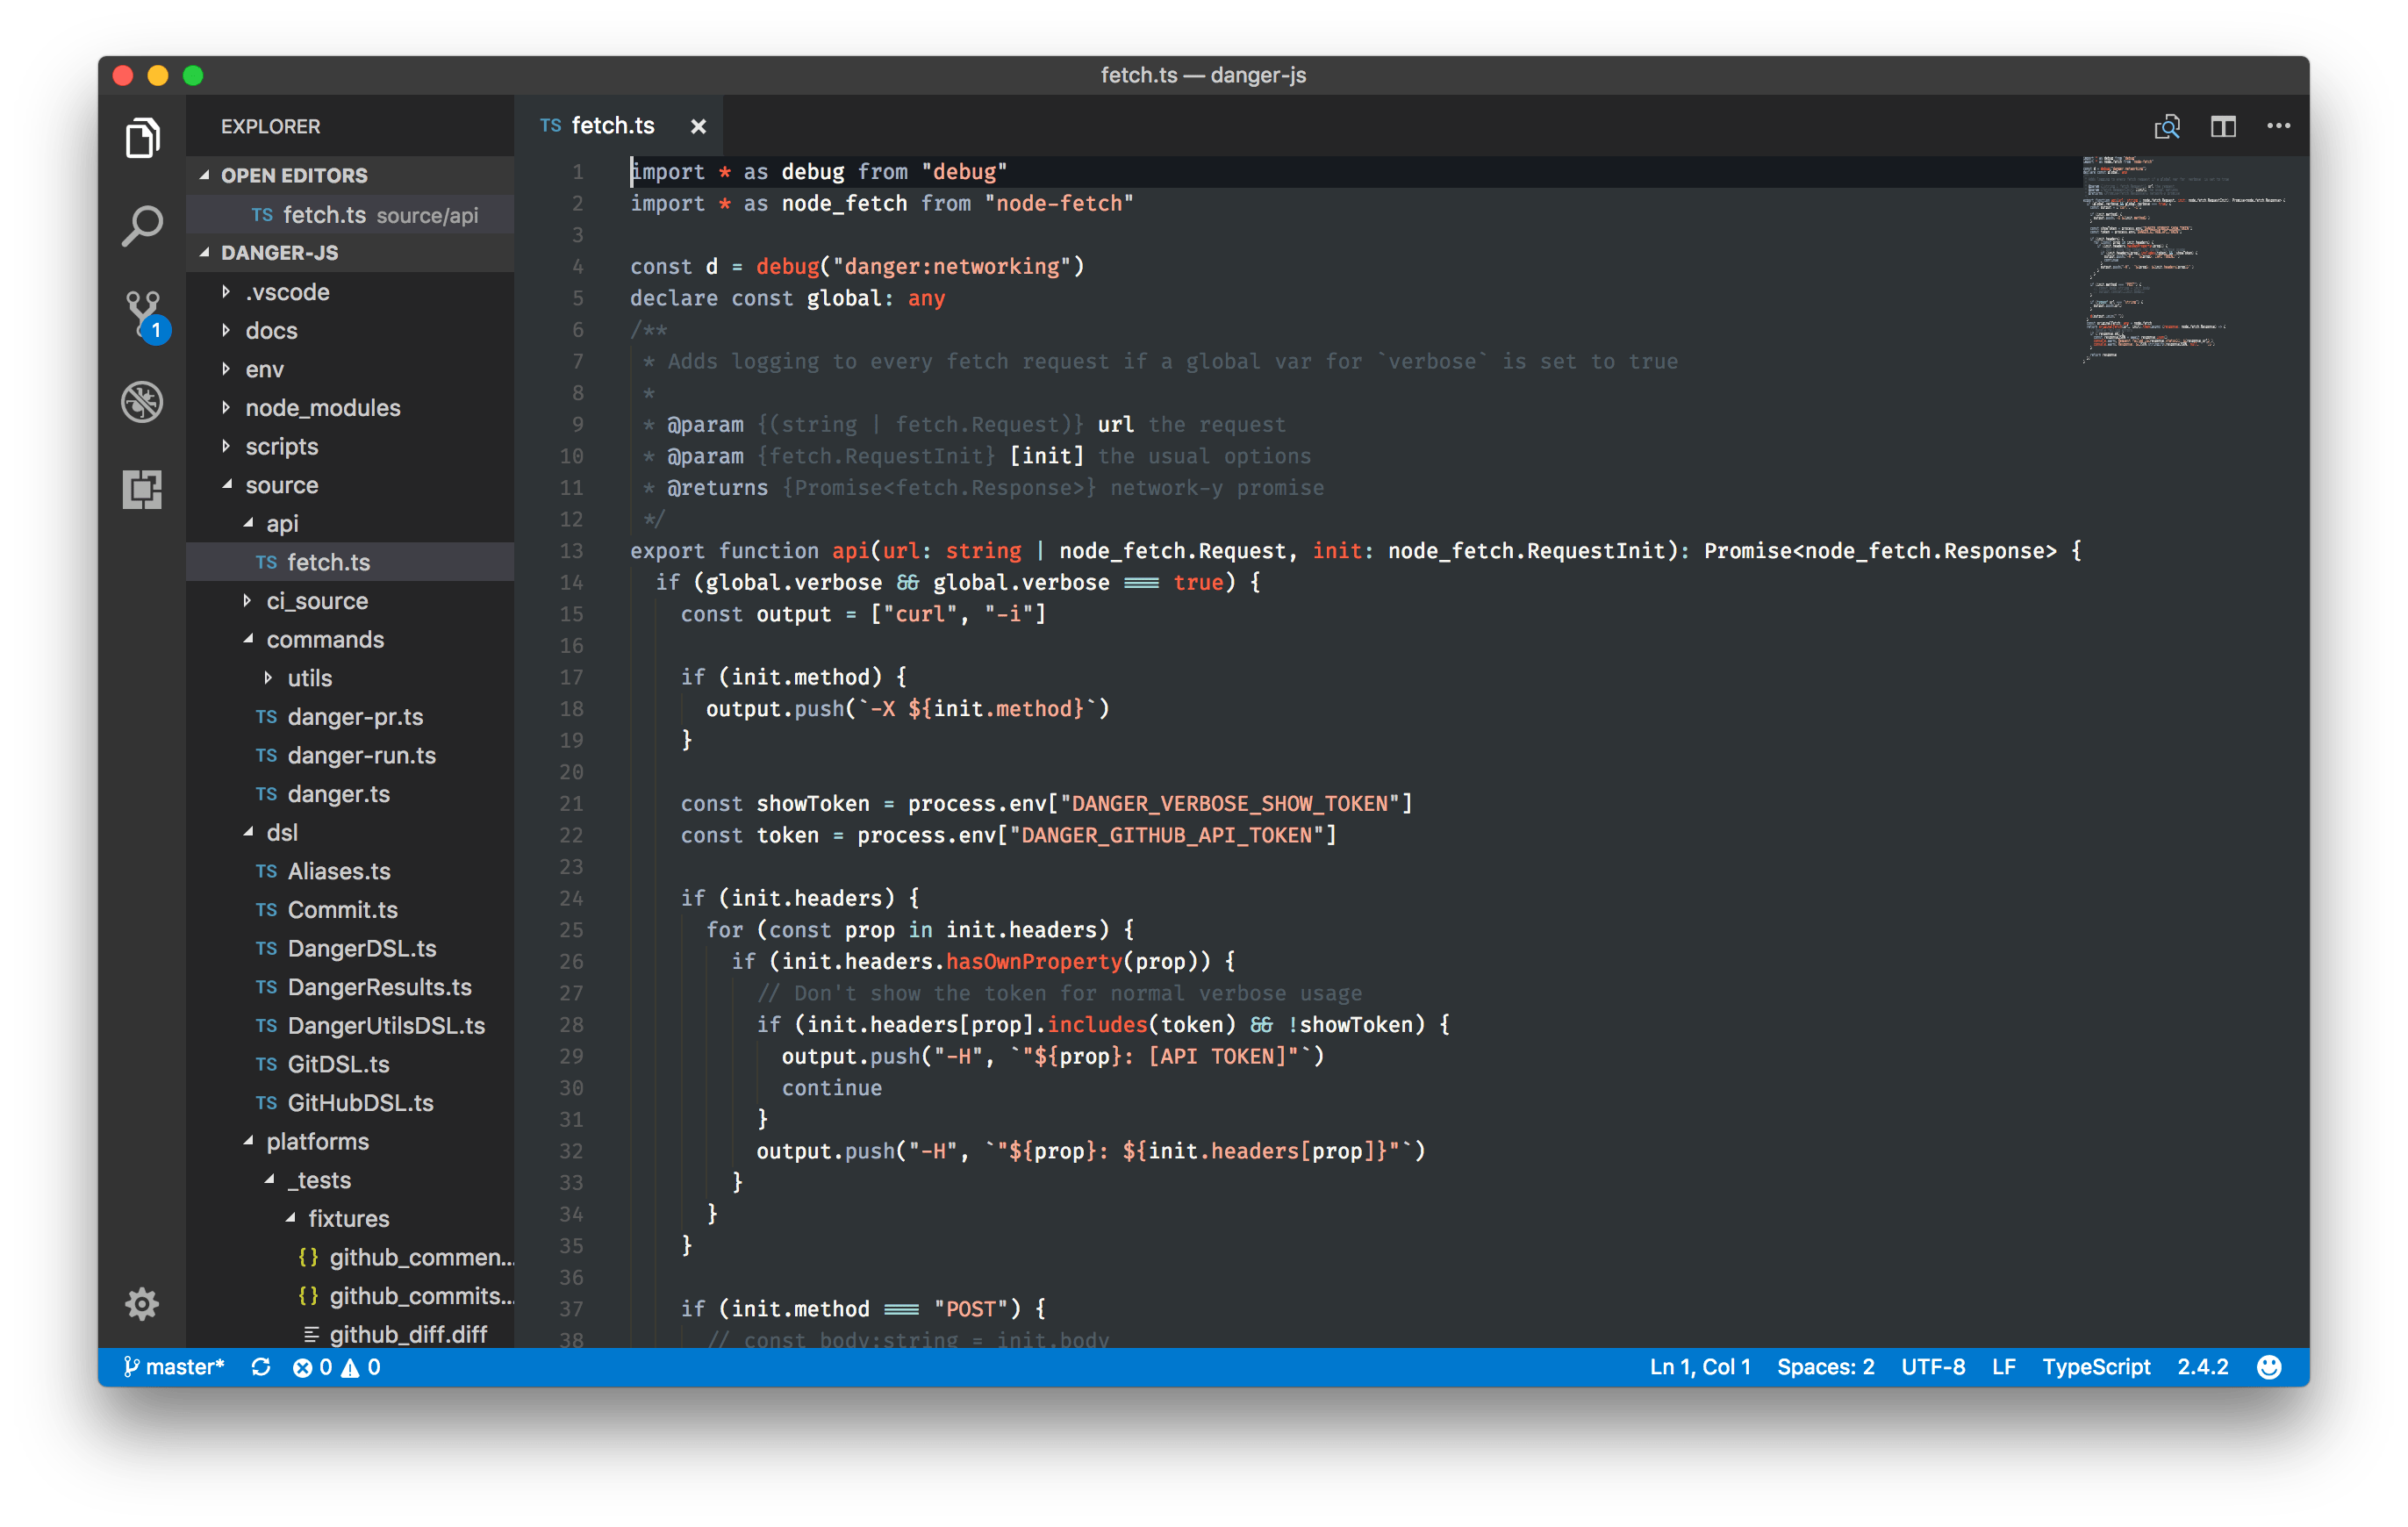 fetch.ts — danger-js
EXPLORER
OPEN EDITORS
TS fetch.ts source/api
DANGER-JS
.vscode
docs
env
node_modules
scripts
source
api
TS fetch.ts
ci_source
commands
utils
TS danger-pr.ts
TS danger-run.ts
TS danger.ts
dsl
TS Aliases.ts
TS Commit.ts
TS DangerDSL.ts
TS DangerResults.ts
TS DangerUtilsDSL.ts
TS GitDSL.ts
TS GitHubDSL.ts
platforms
_tests
fixtures
{} github_commen...
{} github_commits...
github_diff.diff
1
TS fetch.ts
1 import * as debug from "debug"
2 import * as node_fetch from "node-fetch"
3
4 const d = debug("danger:networking")
5 declare const global: any
6 /**
7  * Adds logging to every fetch request if a global var for `verbose` is set to true
8  *
9  * @param {(string | fetch.Request)} url the request
10  * @param {fetch.RequestInit} [init] the usual options
11  * @returns {Promise<fetch.Response>} network-y promise
12  */
13 export function api(url: string | node_fetch.Request, init: node_fetch.RequestInit): Promise<node_fetch.Response> {
14   if (global.verbose && global.verbose === true) {
15     const output = ["curl", "-i"]
16
17     if (init.method) {
18       output.push(`-X ${init.method}`)
19     }
20
21     const showToken = process.env["DANGER_VERBOSE_SHOW_TOKEN"]
22     const token = process.env["DANGER_GITHUB_API_TOKEN"]
23
24     if (init.headers) {
25       for (const prop in init.headers) {
26         if (init.headers.hasOwnProperty(prop)) {
27           // Don't show the token for normal verbose usage
28           if (init.headers[prop].includes(token) && !showToken) {
29             output.push("-H", `"${prop}: [API TOKEN]"`)
30             continue
31           }
32           output.push("-H", `"${prop}: ${init.headers[prop]}"`)
33         }
34       }
35     }
36
37     if (init.method === "POST") {
38       // const body:string = init.body
master* 0 0
Ln 1, Col 1 Spaces: 2 UTF-8 LF TypeScript 2.4.2